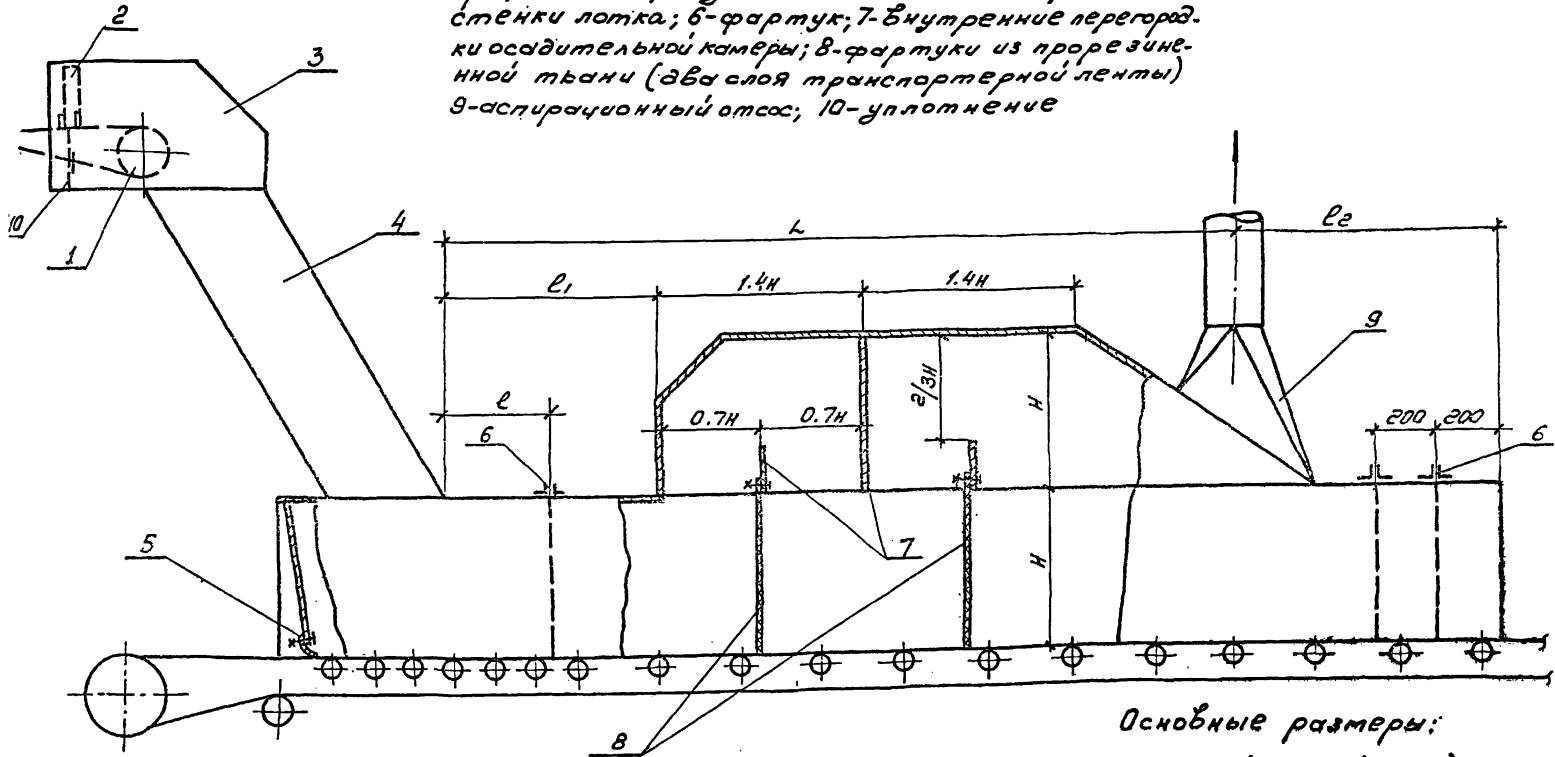 стенки лотка; 6-фартук; 7-внутренние перегород-
ки осадительной камеры; 8-фартуки из прорезине-
нной ткани (два слоя транспортерной ленты)
9-аспирационный отсос; 10-уплотнение
2
3
10
1
4
L
l2
l1
1.4H
1.4H
9
l
0.7H
0.7H
2/3H
H
200
200
6
6
5
7
H
8
Основные размеры: